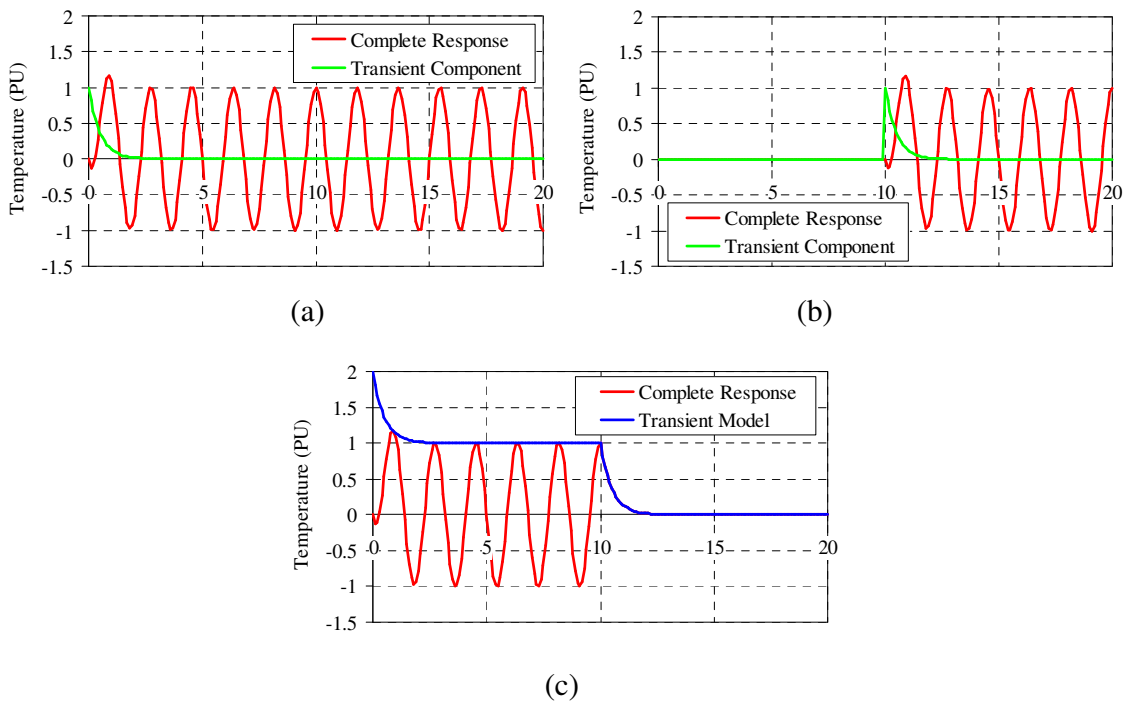 2
1.5
1
0.5
0
-0.5
-1
-1.5
Temperature (PU)
0 5 10 15 20
Complete Response
Transient Component
(a)
2
1.5
1
0.5
0
-0.5
-1
-1.5
Temperature (PU)
0 5 10 15 20
Complete Response
Transient Component
(b)
2
1.5
1
0.5
0
-0.5
-1
-1.5
Temperature (PU)
0 5 10 15 20
Complete Response
Transient Model
(c)